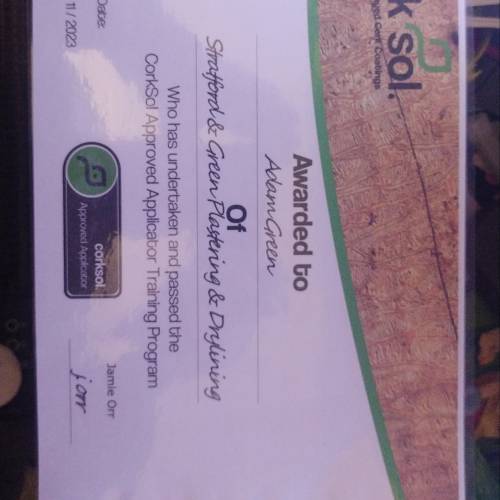 k sol.
Coatings
Awarded to
Adam Green
Of
Stratford & Green Plastering & Drylining
Who has undertaken and passed the
CorkSol Approved Applicator Training Program
Date:
11 / 2023
corksol
Approved Applicator
Jamie Orr
j orr